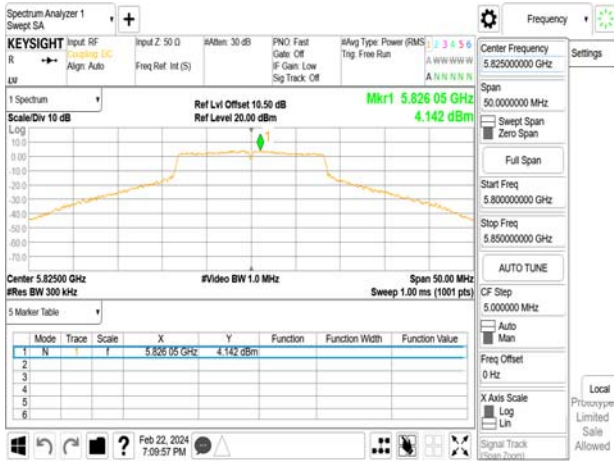 Spectrum Analyzer 1
Swept SA
Frequency
Settings
KEYSIGHT
R
Input: RF
Coupling: DC
Align: Auto
Input Z: 50 Ω
Freq Ref: Int (S)
#Atten: 30 dB
PNO: Fast
Gate: Off
IF Gain: Low
Sig Track: Off
#Avg Type: Power (RMS
Trig: Free Run
1 2 3 4 5 6
A W W W W W
A N N N N N
1 Spectrum
Scale/Div 10 dB
Ref Lvl Offset 10.50 dB
Ref Level 20.00 dBm
Mkr1 5.826 05 GHz
4.142 dBm
Log
10.0
0.00
-10.0
-20.0
-30.0
-40.0
-50.0
-60.0
-70.0
1
Center 5.82500 GHz
#Res BW 300 kHz
#Video BW 1.0 MHz
Span 50.00 MHz
Sweep 1.00 ms (1001 pts)
5 Marker Table
Mode Trace Scale X Y Function Function Width Function Value
1 N 1 f 5.826 05 GHz 4.142 dBm
2
3
4
5
6
Center Frequency
5.825000000 GHz
Span
50.0000000 MHz
Swept Span
Zero Span
Full Span
Start Freq
5.800000000 GHz
Stop Freq
5.850000000 GHz
AUTO TUNE
CF Step
5.000000 MHz
Auto
Man
Freq Offset
0 Hz
X Axis Scale
Log
Lin
Signal Track
(Span Zoom)
Local
Prototype
Limited
Sale
Allowed
Feb 22, 2024
7:09:57 PM